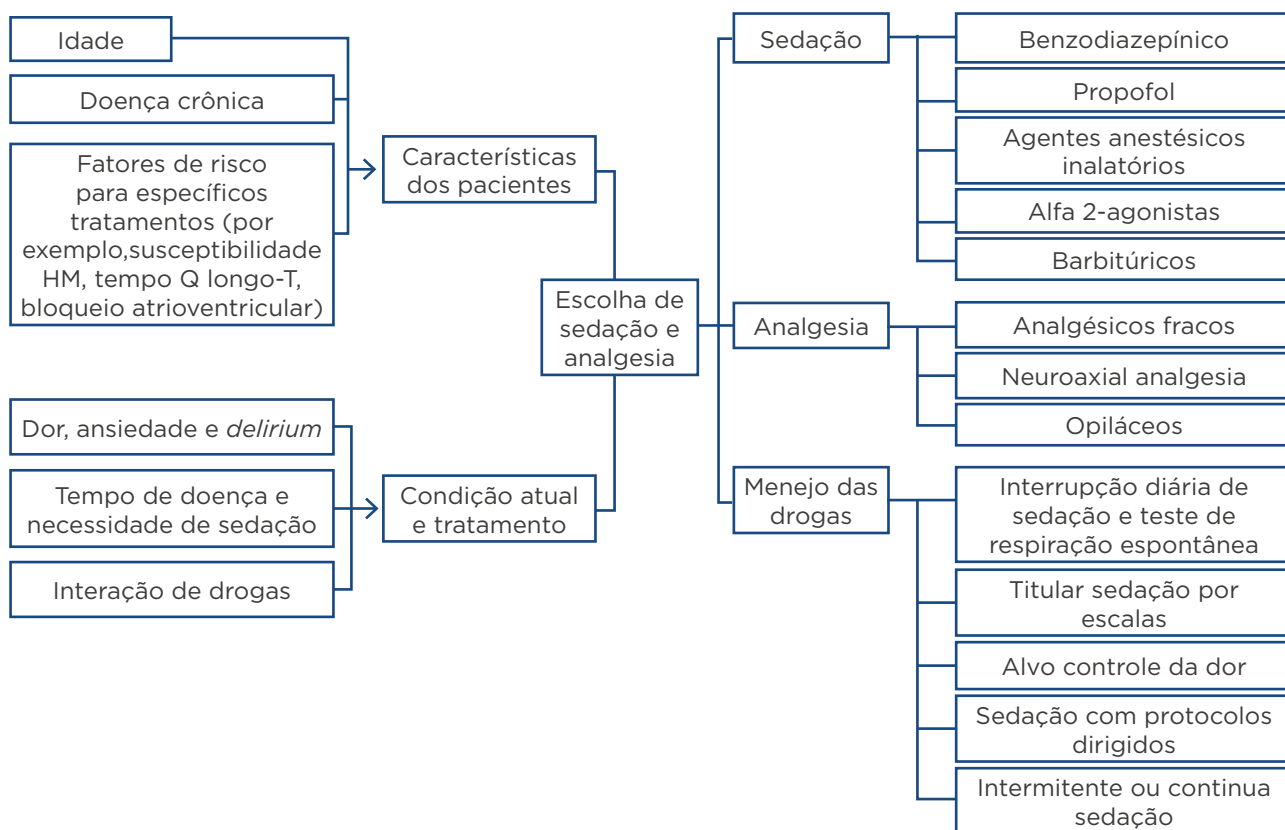 Idade
Doença crônica
Fatores de risco
para específicos
tratamentos (por
exemplo,susceptibilidade
HM, tempo Q longo-T,
bloqueio atrioventricular)
Características
dos pacientes
Dor, ansiedade e delirium
Tempo de doença e
necessidade de sedação
Interação de drogas
Condição atual
e tratamento
Escolha de
sedação e
analgesia
Sedação
Benzodiazepínico
Propofol
Agentes anestésicos
inalatórios
Alfa 2-agonistas
Barbitúricos
Analgesia
Analgésicos fracos
Neuroaxial analgesia
Opiláceos
Menejo das
drogas
Interrupção diária de
sedação e teste de
respiração espontânea
Titular sedação por
escalas
Alvo controle da dor
Sedação com protocolos
dirigidos
Intermitente ou continua
sedação